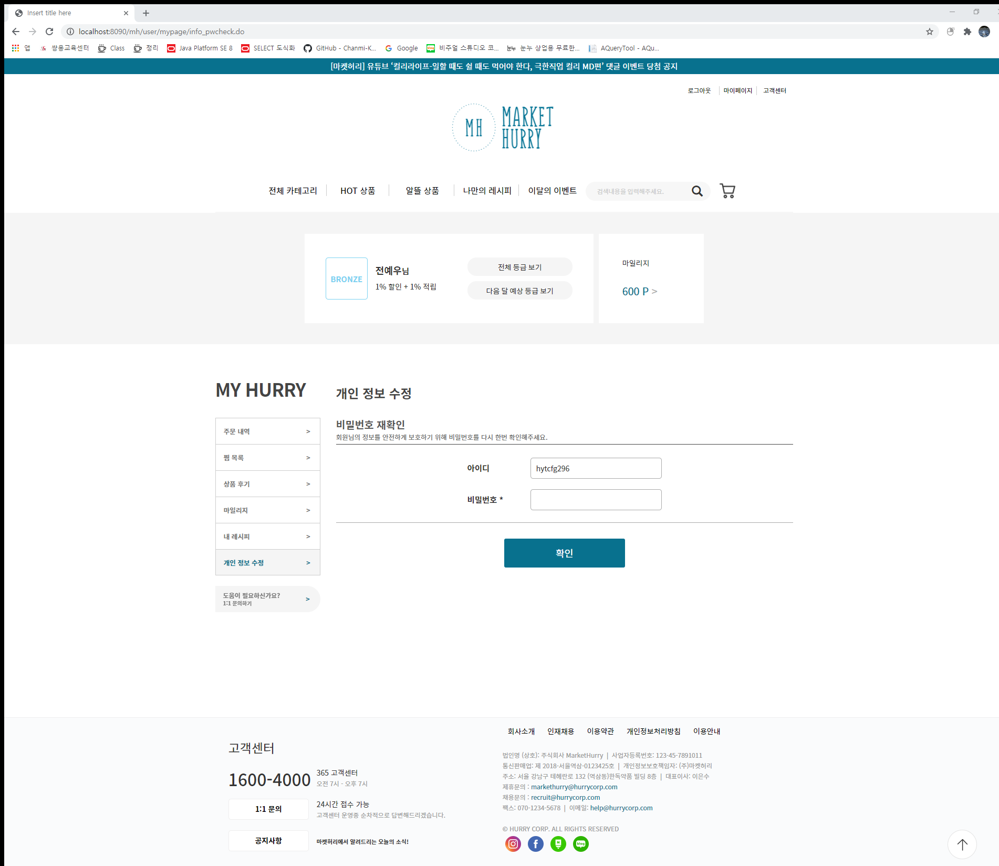 Insert title here
localhost:8090/mh/user/mypage/info_pwcheck.do
앱 쌍용교육센터 Class 정리 Java Platform SE 8 SELECT 도식화 GitHub - Chanmi-K... Google 비주얼 스튜디오 코... 눈누 상업용 무료한... AQueryTool - AQu...
[마켓허리] 유튜브 ‘컬리라이프-일할 때도 쉴 때도 먹어야 한다, 극한직업 컬리 MD편’ 댓글 이벤트 당첨 공지
로그아웃 마이페이지 고객센터
MH
MARKET
HURRY
전체 카테고리 HOT 상품 알뜰 상품 나만의 레시피 이달의 이벤트 검색내용을 입력해주세요.
BRONZE
전예우님
1% 할인 + 1% 적립
전체 등급 보기
다음 달 예상 등급 보기
마일리지
600 P >
MY HURRY
주문 내역 >
찜 목록 >
상품 후기 >
마일리지 >
내 레시피 >
개인 정보 수정 >
도움이 필요하신가요?
1:1 문의하기
>
개인 정보 수정
비밀번호 재확인
회원님의 정보를 안전하게 보호하기 위해 비밀번호를 다시 한번 확인해주세요.
아이디 hytcfg296
비밀번호 *
확인
고객센터
1600-4000
365 고객센터
오전 7시 - 오후 7시
1:1 문의
24시간 접수 가능
고객센터 운영중 순차적으로 답변해드리겠습니다.
공지사항
마켓허리에서 알려드리는 오늘의 소식!
회사소개 인재채용 이용약관 개인정보처리방침 이용안내
법인명 (상호): 주식회사 MarketHurry | 사업자등록번호: 123-45-7891011
통신판매업: 제 2018-서울역삼-0123425호 | 개인정보보호책임자: (주)마켓허리
주소: 서울 강남구 테헤란로 132 (역삼동)한독약품 빌딩 8층 | 대표이사: 이은수
제휴문의 : markethurry@hurrycorp.com
채용문의 : recruit@hurrycorp.com
팩스: 070-1234-5678 | 이메일: help@hurrycorp.com
© HURRY CORP. ALL RIGHTS RESERVED
N
blog